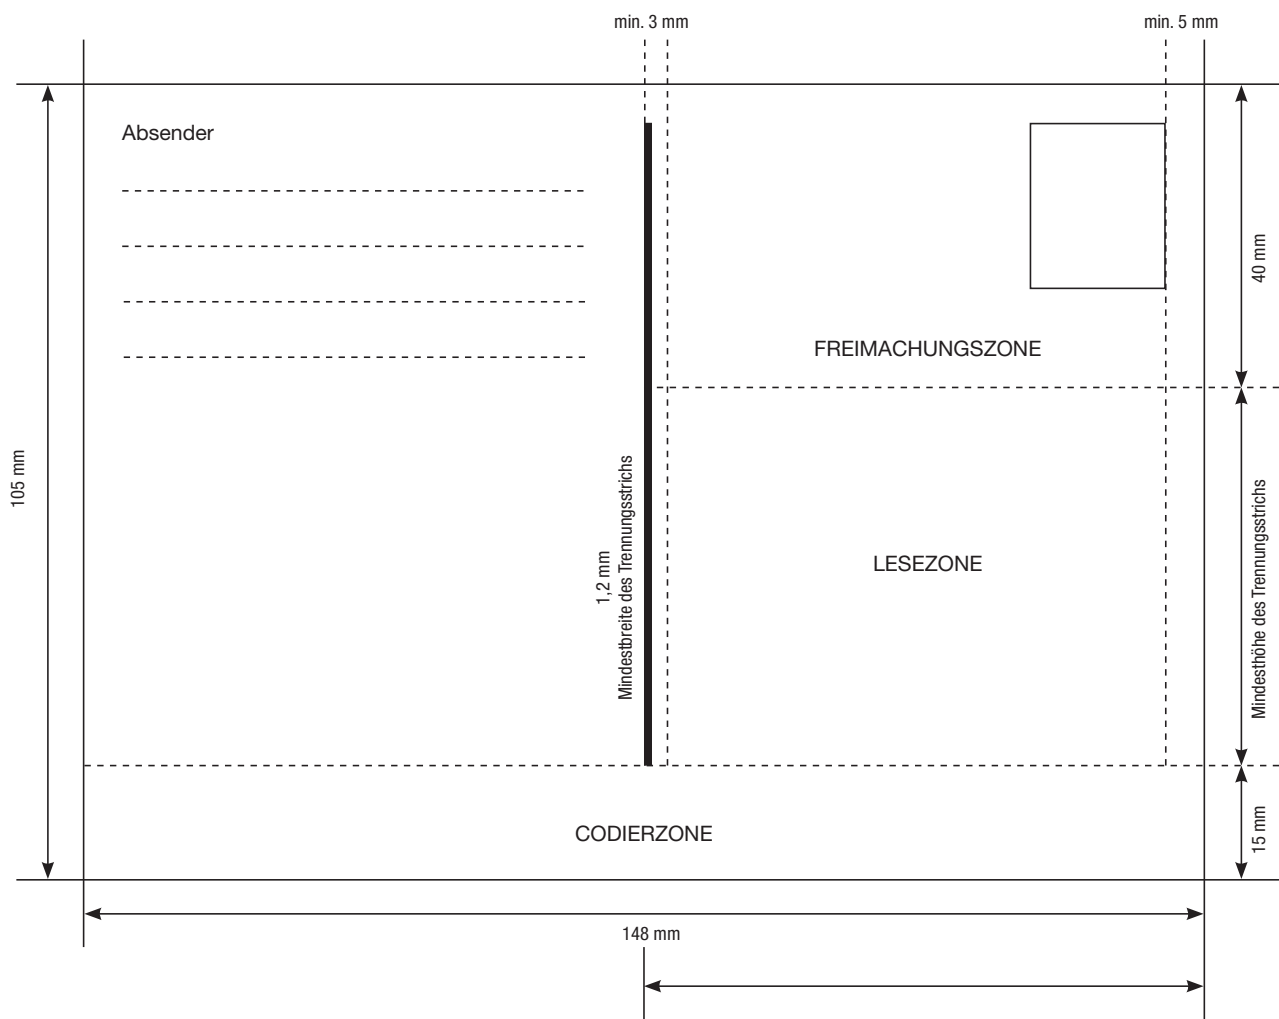 min. 3 mm
min. 5 mm
Absender
40 mm
FREIMACHUNGSZONE
105 mm
1,2 mm
Mindestbreite des Trennungsstrichs
LESEZONE
Mindesthöhe des Trennungsstrichs
CODIERZONE
15 mm
148 mm